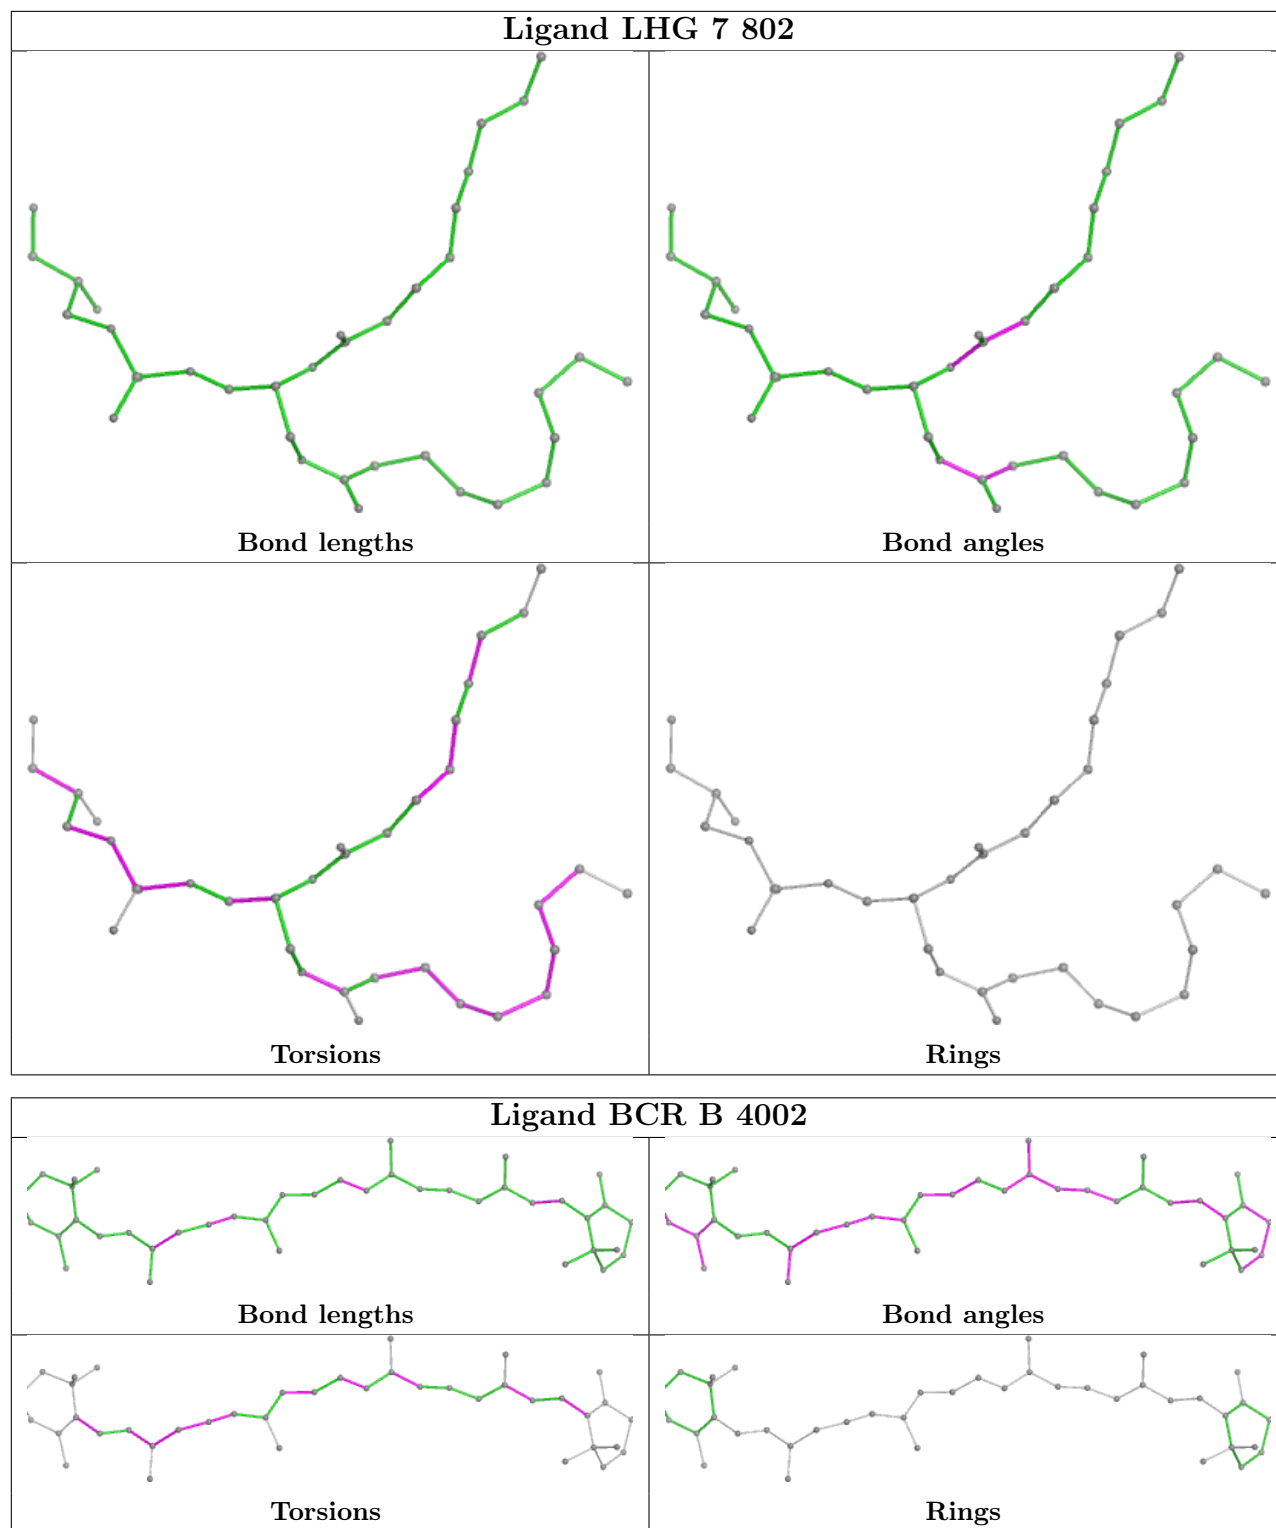 Ligand LHG 7 802
Bond lengths
Bond angles
Torsions
Rings
Ligand BCR B 4002
Bond lengths
Bond angles
Torsions
Rings